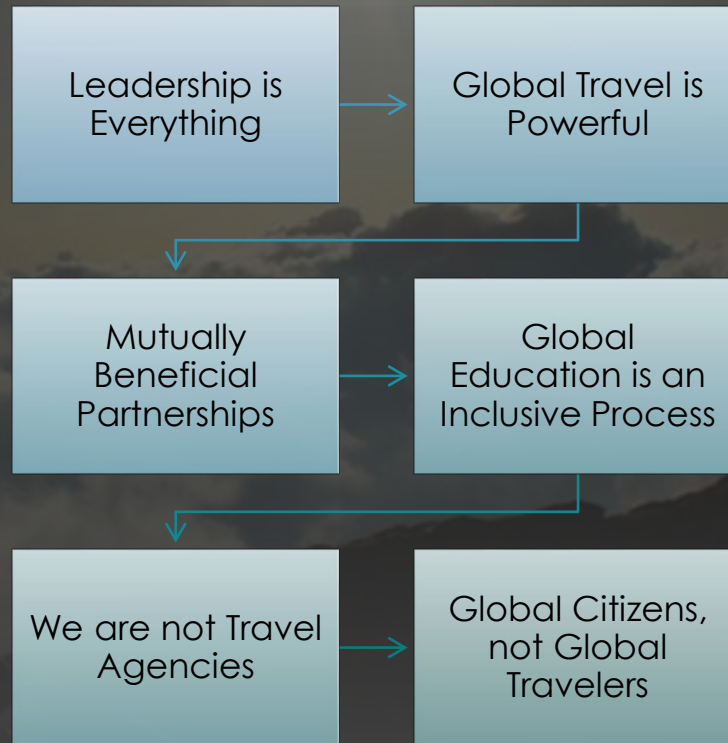 Leadership is
Everything
Global Travel is
Powerful
Mutually
Beneficial
Partnerships
Global
Education is an
Inclusive Process
We are not Travel
Agencies
Global Citizens,
not Global
Travelers